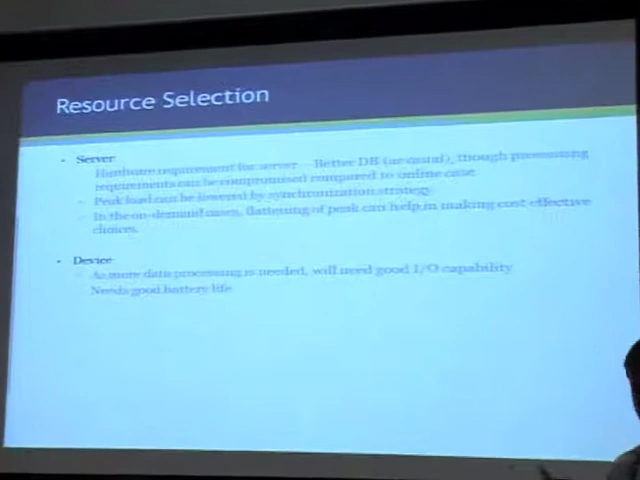 Resource Selection
Server
Hardware requirement for server – Better DB (as usual), though processing
requirements can be compromised compared to online case
Peak load can be lowered by synchronization strategy
In the on-demand cases, flattening of peak can help in making cost effective
choices.
Device
As more data processing is needed, will need good I/O capability
Needs good battery life